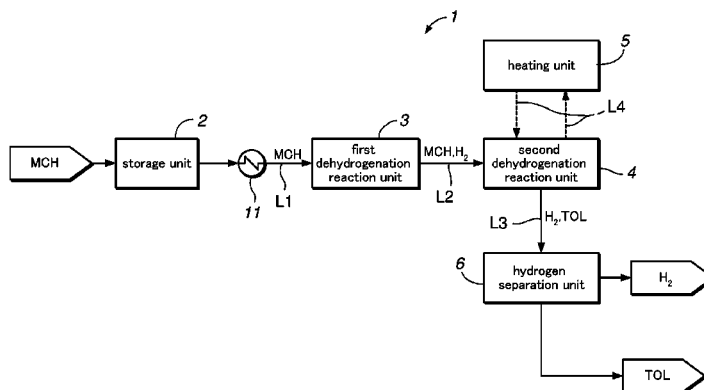 1
5
heating unit
L4
2
3
MCH
storage unit
MCH
11
L1
first
dehydrogenation
reaction unit
MCH,H₂
L2
second
dehydrogenation
reaction unit
4
L3
H₂,TOL
6
hydrogen
separation unit
H₂
TOL